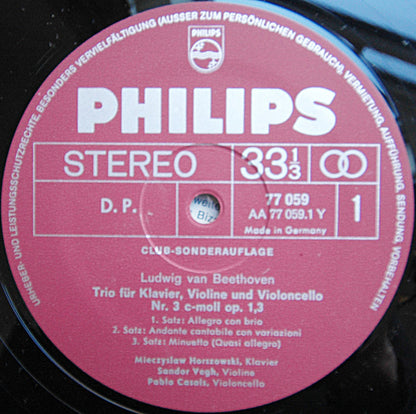 URHEBER- UND LEISTUNGSSCHUTZRECHTE, BESONDERS VERVIELFÄLTIGUNG (AUSSER ZUM PERSÖNLICHEN GEBRAUCH), VERMIETUNG, AUFFÜHRUNG, SENDUNG, VORBEHALTEN
PHILIPS
PHILIPS
STEREO 33 1/3
D. P.
77 059
AA 77 059.1 Y
Made in Germany
1
CLUB-SONDERAUFLAGE
Ludwig van Beethoven
Trio für Klavier, Violine und Violoncello
Nr. 3 c-moll op. 1,3
1. Satz: Allegro con brio
2. Satz: Andante cantabile con variazioni
3. Satz: Minuetto (Quasi allegro)
Mieczyslaw Horszowski, Klavier
Sandor Vegh, Violine
Pablo Casals, Violoncello